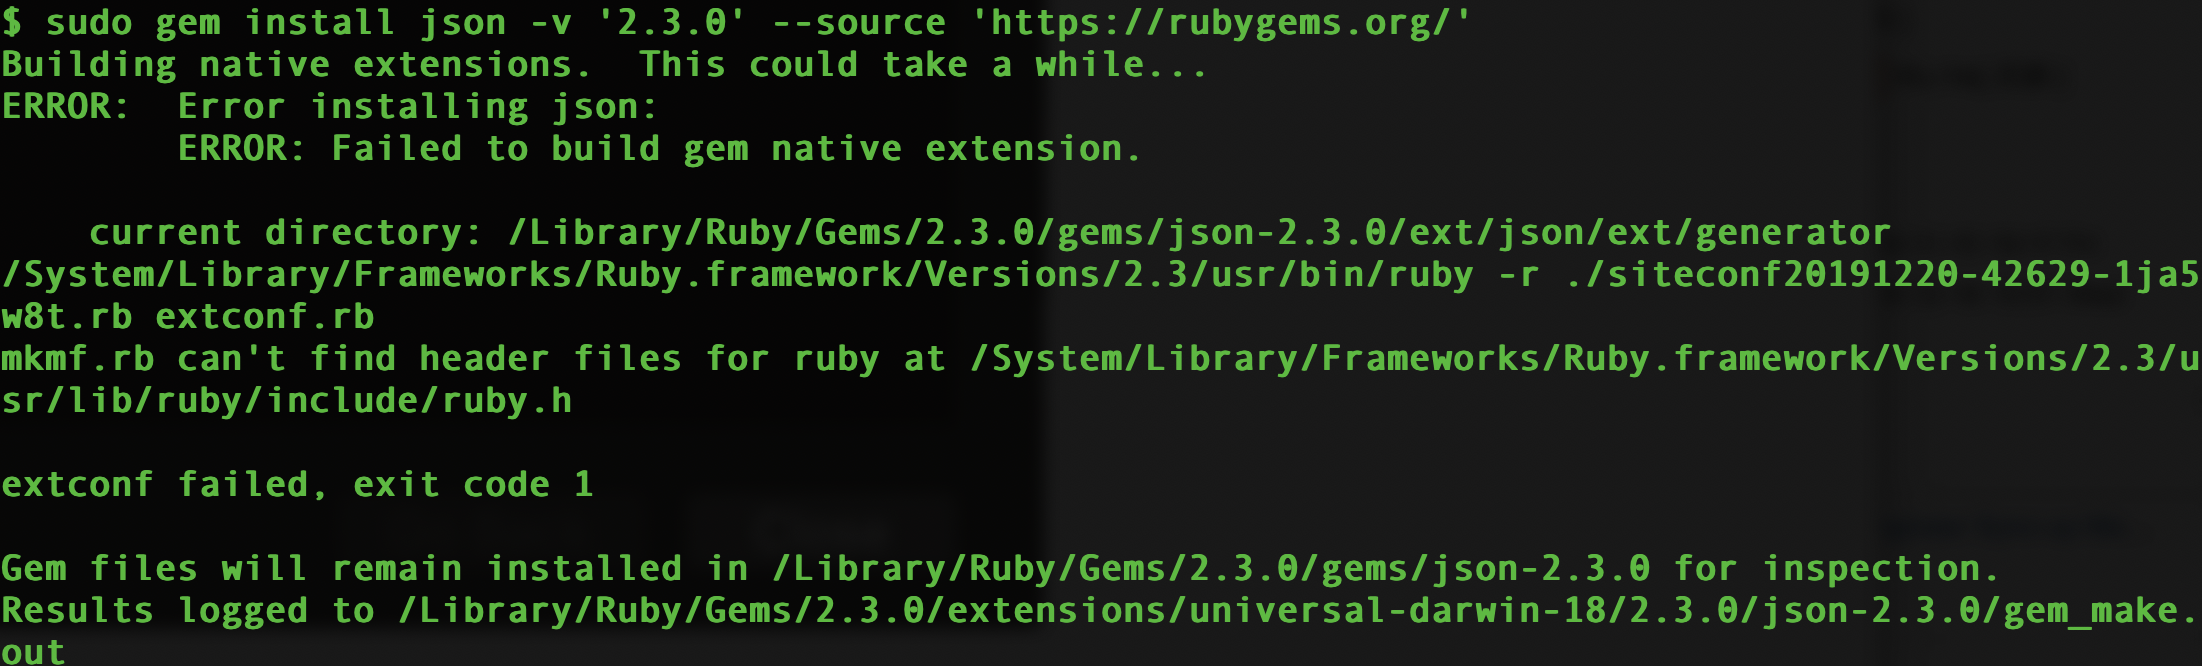 $ sudo gem install json -v '2.3.0' --source 'https://rubygems.org/'
Building native extensions.  This could take a while...
ERROR:  Error installing json:
        ERROR: Failed to build gem native extension.

    current directory: /Library/Ruby/Gems/2.3.0/gems/json-2.3.0/ext/json/ext/generator
/System/Library/Frameworks/Ruby.framework/Versions/2.3/usr/bin/ruby -r ./siteconf20191220-42629-1ja5
w8t.rb extconf.rb
mkmf.rb can't find header files for ruby at /System/Library/Frameworks/Ruby.framework/Versions/2.3/u
sr/lib/ruby/include/ruby.h

extconf failed, exit code 1

Gem files will remain installed in /Library/Ruby/Gems/2.3.0/gems/json-2.3.0 for inspection.
Results logged to /Library/Ruby/Gems/2.3.0/extensions/universal-darwin-18/2.3.0/json-2.3.0/gem_make.
out